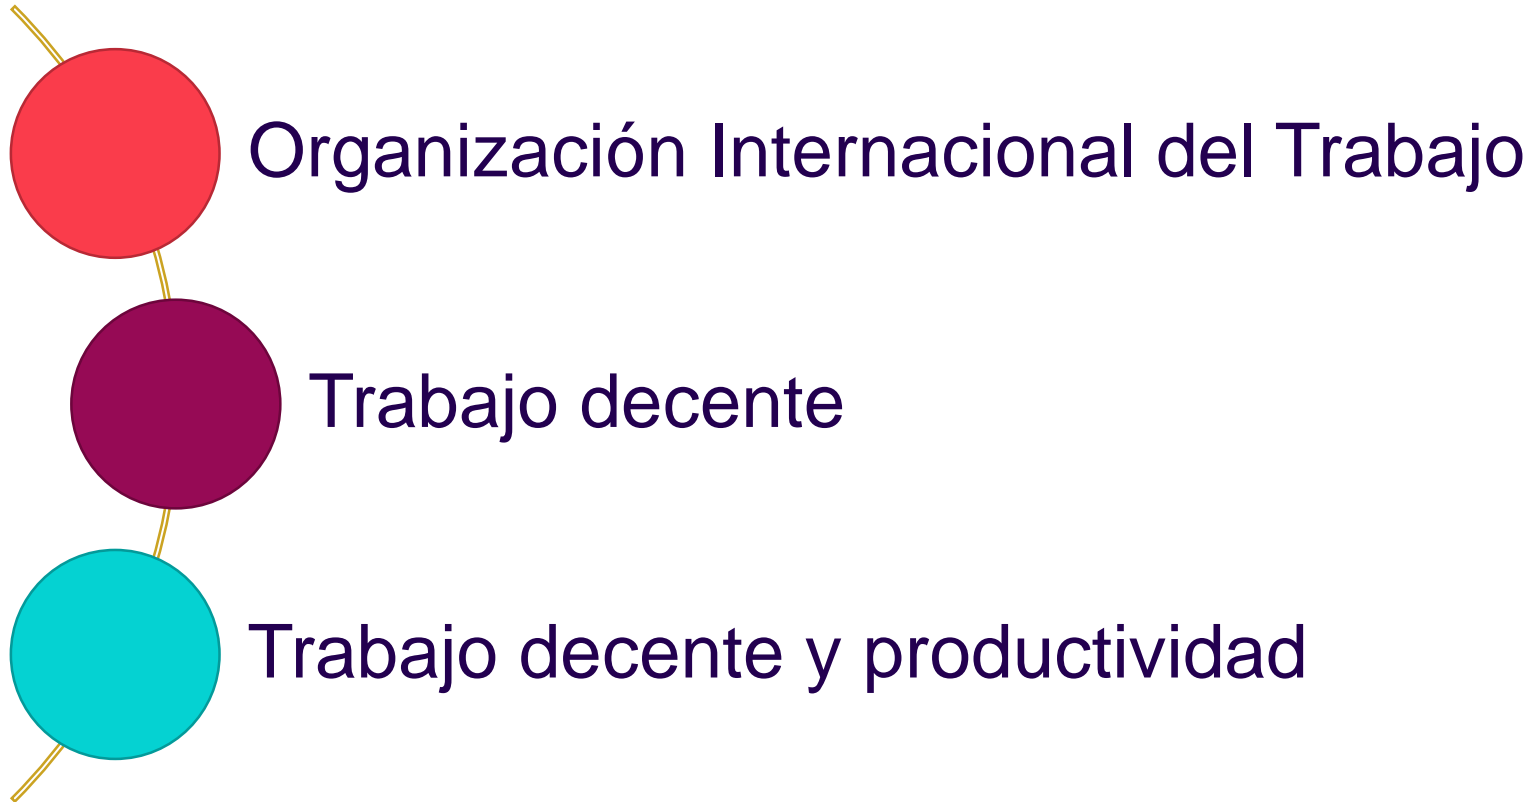 Organización Internacional del Trabajo
Trabajo decente
Trabajo decente y productividad